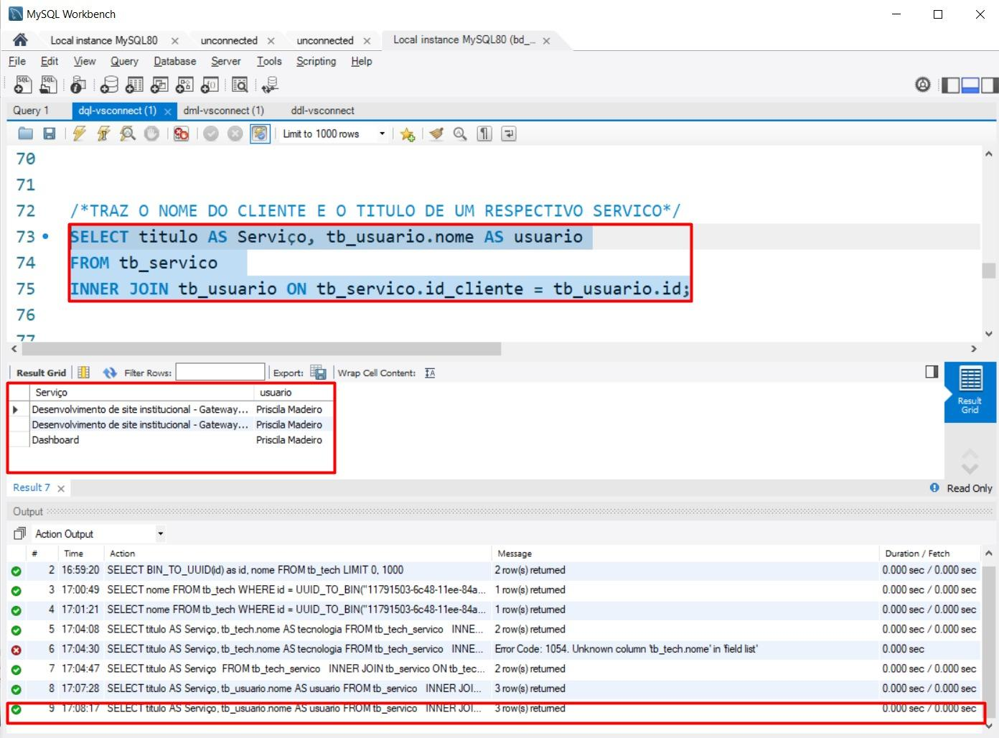 MySQL Workbench
Local instance MySQL80
unconnected
unconnected
Local instance MySQL80 (bd_...
File Edit View Query Database Server Tools Scripting Help
Query 1
dql-vsconnect (1)
dml-vsconnect (1)
ddl-vsconnect
Limit to 1000 rows
70
71
72 /*TRAZ O NOME DO CLIENTE E O TITULO DE UM RESPECTIVO SERVICO*/
73 SELECT titulo AS Serviço, tb_usuario.nome AS usuario
74 FROM tb_servico
75 INNER JOIN tb_usuario ON tb_servico.id_cliente = tb_usuario.id;
76
77
Result Grid Filter Rows: Export: Wrap Cell Content:
Serviço usuario
Desenvolvimento de site institucional - Gateway... Priscila Madeiro
Desenvolvimento de site institucional - Gateway... Priscila Madeiro
Dashboard Priscila Madeiro
Result
Grid
Result 7
Read Only
Output
Action Output
# Time Action Message Duration / Fetch
2 16:59:20 SELECT BIN_TO_UUID(id) as id, nome FROM tb_tech LIMIT 0, 1000 2 row(s) returned 0.000 sec / 0.000 sec
3 17:00:49 SELECT nome FROM tb_tech WHERE id = UUID_TO_BIN("11791503-6c48-11ee-84a... 1 row(s) returned 0.000 sec / 0.000 sec
4 17:01:21 SELECT nome FROM tb_tech WHERE id = UUID_TO_BIN("11791503-6c48-11ee-84a... 1 row(s) returned 0.000 sec / 0.000 sec
5 17:04:08 SELECT titulo AS Serviço, tb_tech.nome AS tecnologia FROM tb_tech_servico INNE... 2 row(s) returned 0.000 sec / 0.000 sec
6 17:04:30 SELECT titulo AS Serviço, tb_tech.nome AS tecnologia FROM tb_tech_servico INNE... Error Code: 1054. Unknown column 'tb_tech.nome' in 'field list' 0.000 sec
7 17:04:47 SELECT titulo AS Serviço FROM tb_tech_servico INNER JOIN tb_servico ON tb_tec... 2 row(s) returned 0.000 sec / 0.000 sec
8 17:07:28 SELECT titulo AS Serviço, tb_usuario.nome AS usuario FROM tb_servico INNER JOI... 3 row(s) returned 0.000 sec / 0.000 sec
9 17:08:17 SELECT titulo AS Serviço, tb_usuario.nome AS usuario FROM tb_servico INNER JOI... 3 row(s) returned 0.000 sec / 0.000 sec